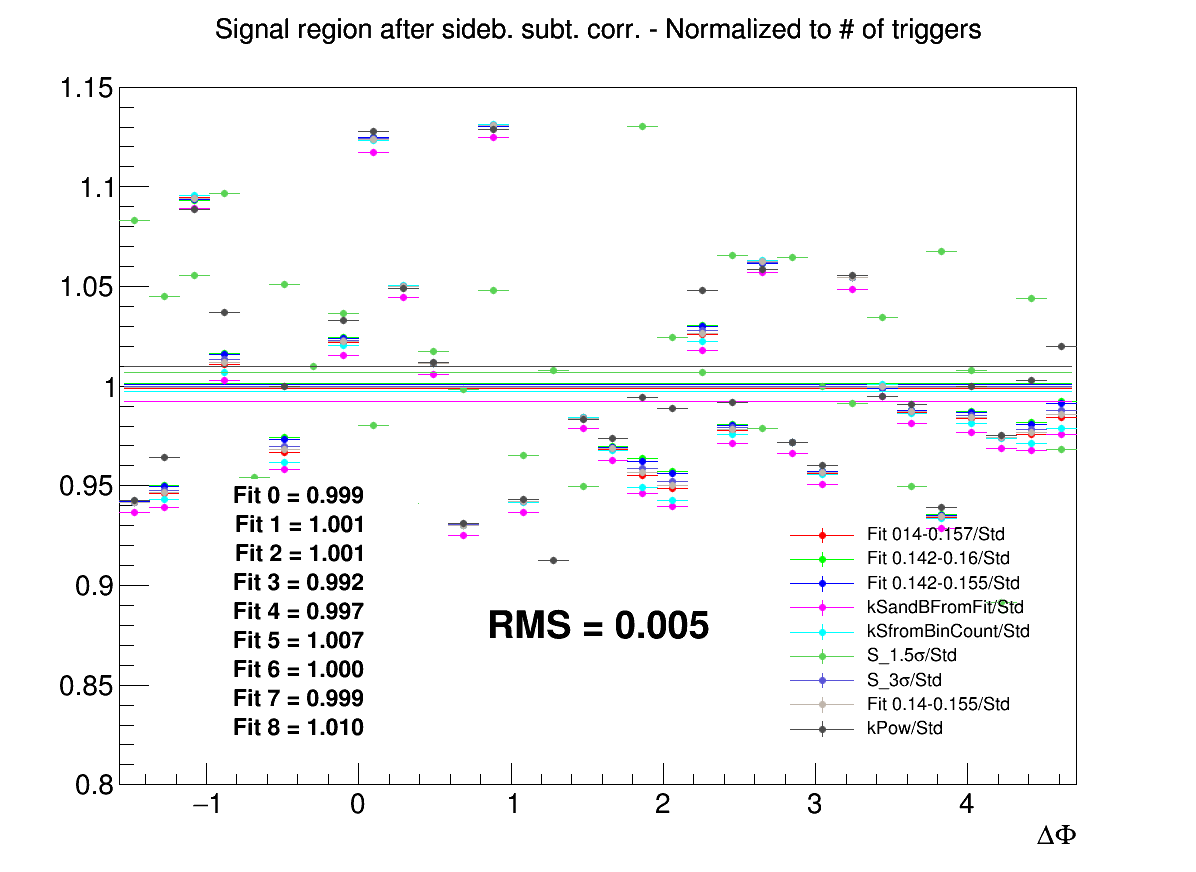 Signal region after sideb. subt. corr. - Normalized to # of triggers
1.15
1.1
1.05
1
0.95
0.9
0.85
0.8
Fit 0 = 0.999
Fit 1 = 1.001
Fit 2 = 1.001
Fit 3 = 0.992
Fit 4 = 0.997
Fit 5 = 1.007
Fit 6 = 1.000
Fit 7 = 0.999
Fit 8 = 1.010
RMS = 0.005
Fit 014-0.157/Std
Fit 0.142-0.16/Std
Fit 0.142-0.155/Std
kSandBFromFit/Std
kSfromBinCount/Std
S_1.5σ/Std
S_3σ/Std
Fit 0.14-0.155/Std
kPow/Std
−1 0 1 2 3 4
ΔΦ